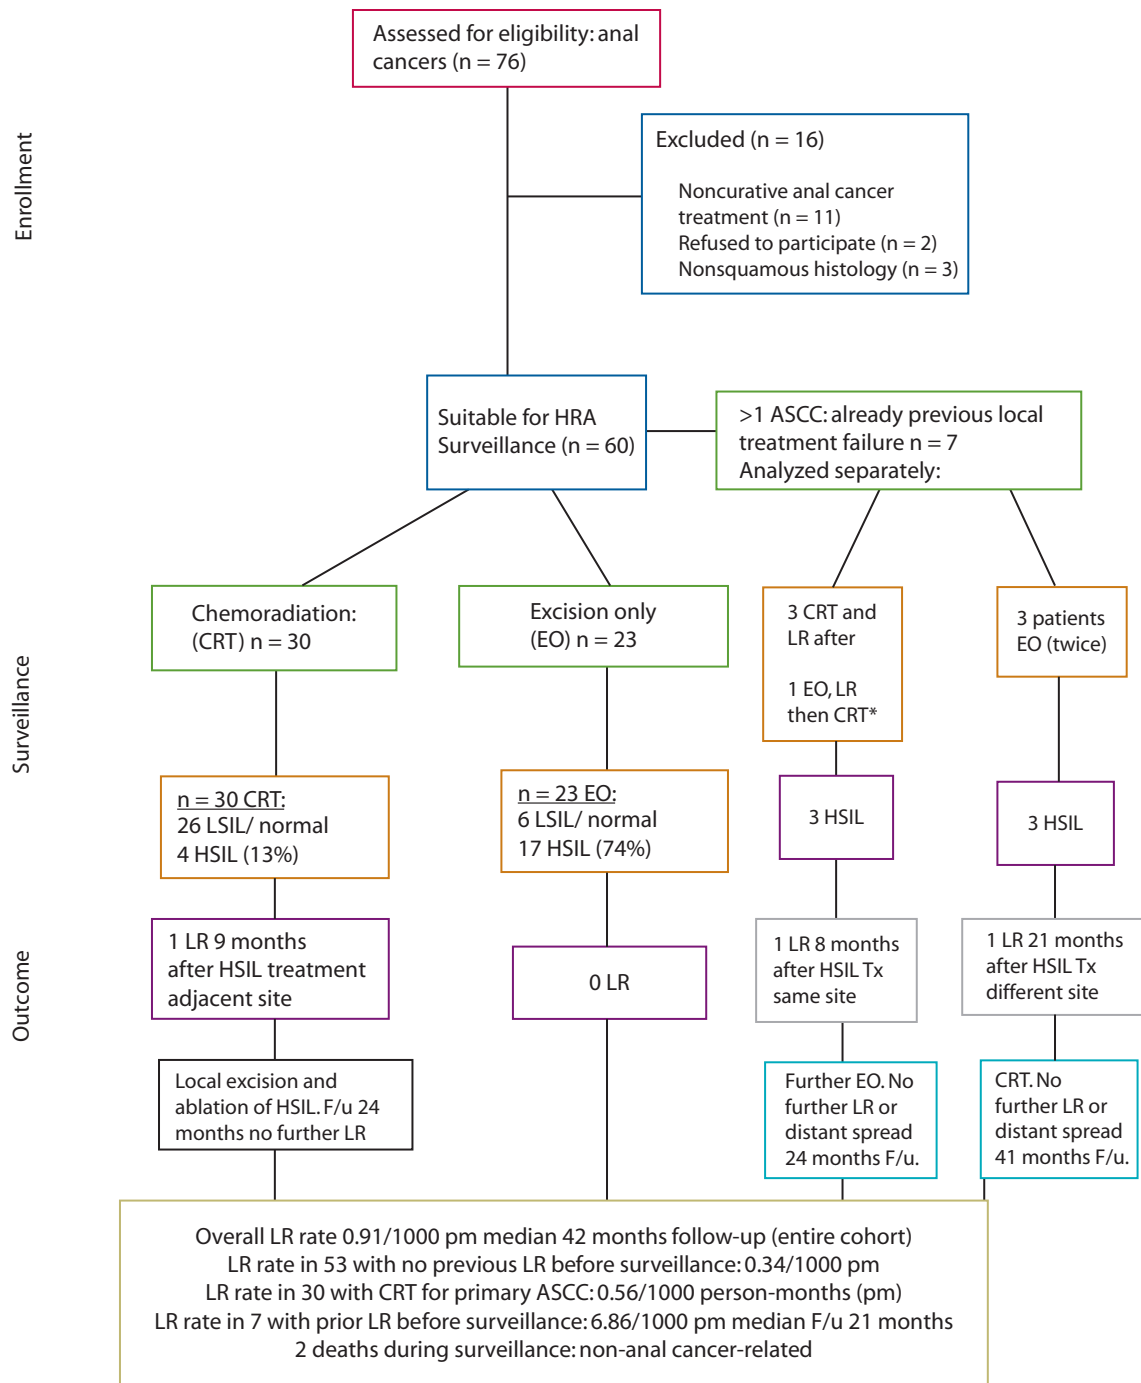 Enrollment
Assessed for eligibility: anal
cancers (n = 76)
Excluded (n = 16)
Noncurative anal cancer
treatment (n = 11)
Refused to participate (n = 2)
Nonsquamous histology (n = 3)
Suitable for HRA
Surveillance (n = 60)
>1 ASCC: already previous local
treatment failure n = 7
Analyzed separately:
Surveillance
Chemoradiation:
(CRT) n = 30
Excision only
(EO) n = 23
3 CRT and
LR after
1 EO, LR
then CRT*
3 patients
EO (twice)
n = 30 CRT:
26 LSIL/ normal
4 HSIL (13%)
n = 23 EO:
6 LSIL/ normal
17 HSIL (74%)
3 HSIL
3 HSIL
Outcome
1 LR 9 months
after HSIL treatment
adjacent site
0 LR
1 LR 8 months
after HSIL Tx
same site
1 LR 21 months
after HSIL Tx
different site
Local excision and
ablation of HSIL. F/u 24
months no further LR
Further EO. No
further LR or
distant spread
24 months F/u.
CRT. No
further LR or
distant spread
41 months F/u.
Overall LR rate 0.91/1000 pm median 42 months follow-up (entire cohort)
LR rate in 53 with no previous LR before surveillance: 0.34/1000 pm
LR rate in 30 with CRT for primary ASCC: 0.56/1000 person-months (pm)
LR rate in 7 with prior LR before surveillance: 6.86/1000 pm median F/u 21 months
2 deaths during surveillance: non-anal cancer-related